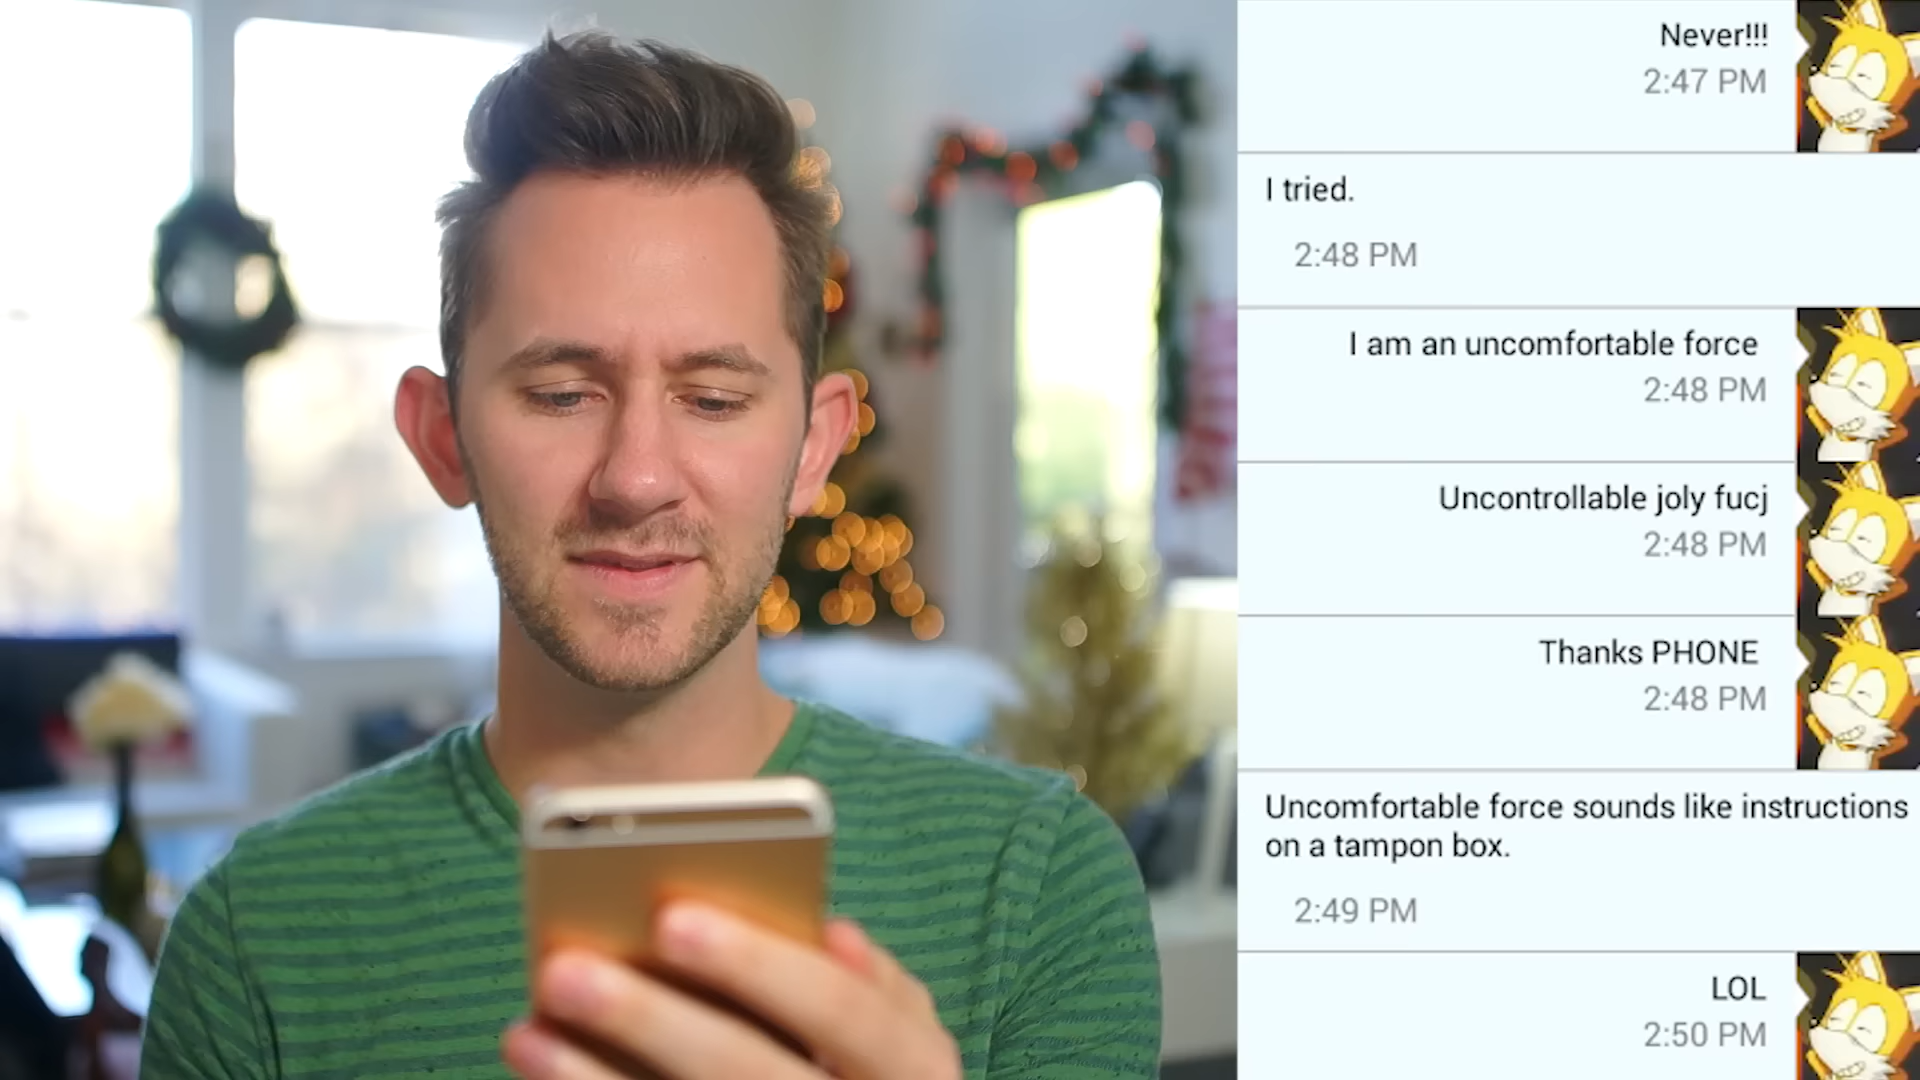 Never!!!
2:47 PM
I tried.
2:48 PM
I am an uncomfortable force
2:48 PM
Uncontrollable joly fucj
2:48 PM
Thanks PHONE
2:48 PM
Uncomfortable force sounds like instructions
on a tampon box.
2:49 PM
LOL
2:50 PM